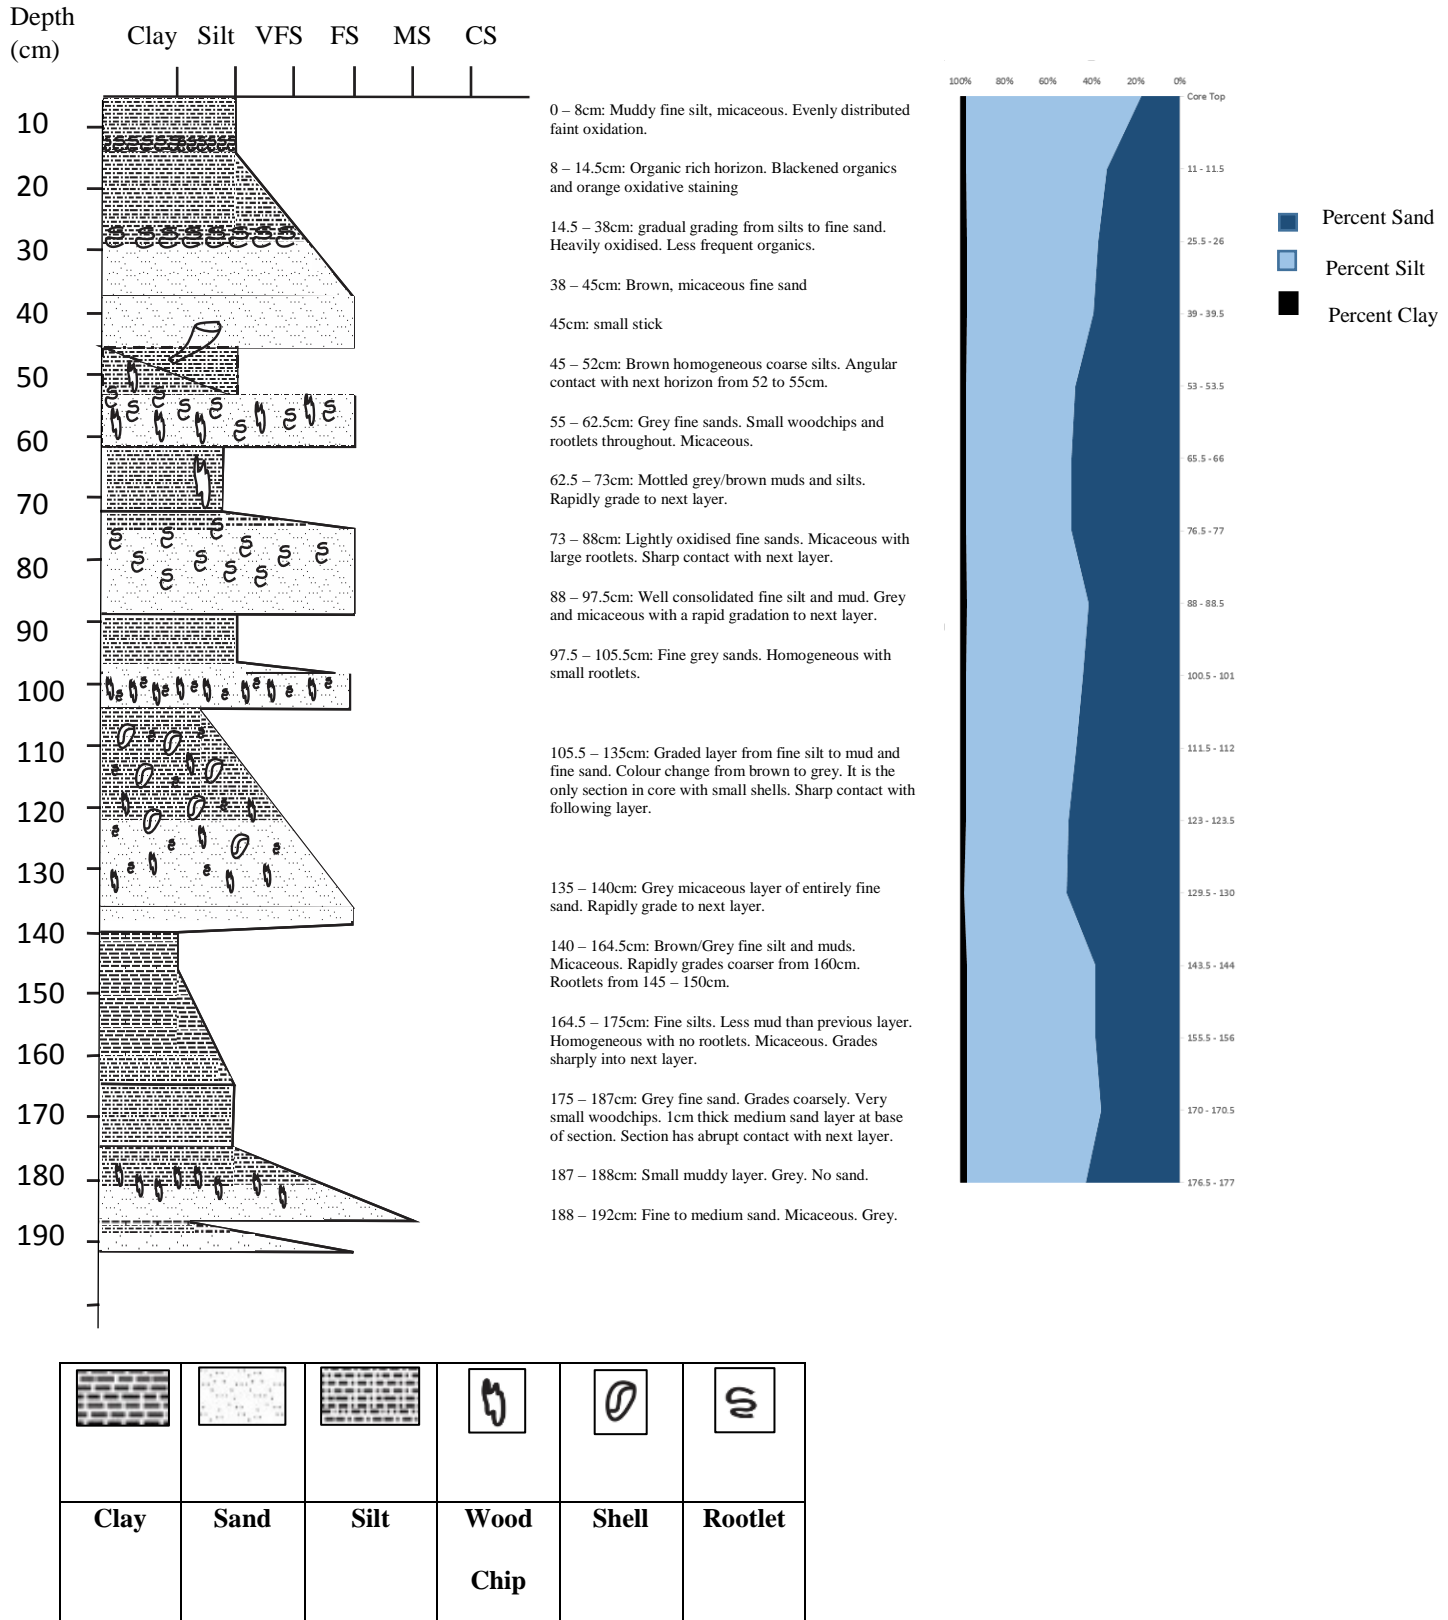 Depth
(cm)
Clay Silt VFS FS MS CS
10
20
30
40
50
60
70
80
90
100
110
120
130
140
150
160
170
180
190
0 – 8cm: Muddy fine silt, micaceous. Evenly distributed
faint oxidation.
8 – 14.5cm: Organic rich horizon. Blackened organics
and orange oxidative staining
14.5 – 38cm: gradual grading from silts to fine sand.
Heavily oxidised. Less frequent organics.
38 – 45cm: Brown, micaceous fine sand
45cm: small stick
45 – 52cm: Brown homogeneous coarse silts. Angular
contact with next horizon from 52 to 55cm.
55 – 62.5cm: Grey fine sands. Small woodchips and
rootlets throughout. Micaceous.
62.5 – 73cm: Mottled grey/brown muds and silts.
Rapidly grade to next layer.
73 – 88cm: Lightly oxidised fine sands. Micaceous with
large rootlets. Sharp contact with next layer.
88 – 97.5cm: Well consolidated fine silt and mud. Grey
and micaceous with a rapid gradation to next layer.
97.5 – 105.5cm: Fine grey sands. Homogeneous with
small rootlets.
105.5 – 135cm: Graded layer from fine silt to mud and
fine sand. Colour change from brown to grey. It is the
only section in core with small shells. Sharp contact with
following layer.
135 – 140cm: Grey micaceous layer of entirely fine
sand. Rapidly grade to next layer.
140 – 164.5cm: Brown/Grey fine silt and muds.
Micaceous. Rapidly grades coarser from 160cm.
Rootlets from 145 – 150cm.
164.5 – 175cm: Fine silts. Less mud than previous layer.
Homogeneous with no rootlets. Micaceous. Grades
sharply into next layer.
175 – 187cm: Grey fine sand. Grades coarsely. Very
small woodchips. 1cm thick medium sand layer at base
of section. Section has abrupt contact with next layer.
187 – 188cm: Small muddy layer. Grey. No sand.
188 – 192cm: Fine to medium sand. Micaceous. Grey.
100% 80% 60% 40% 20% 0%
Core Top
11 - 11.5
25.5 - 26
39 - 39.5
53 - 53.5
65.5 - 66
76.5 - 77
88 - 88.5
100.5 - 101
111.5 - 112
123 - 123.5
129.5 - 130
143.5 - 144
155.5 - 156
170 - 170.5
176.5 - 177
Percent Sand
Percent Silt
Percent Clay
Clay Sand Silt Wood Shell Rootlet
Chip